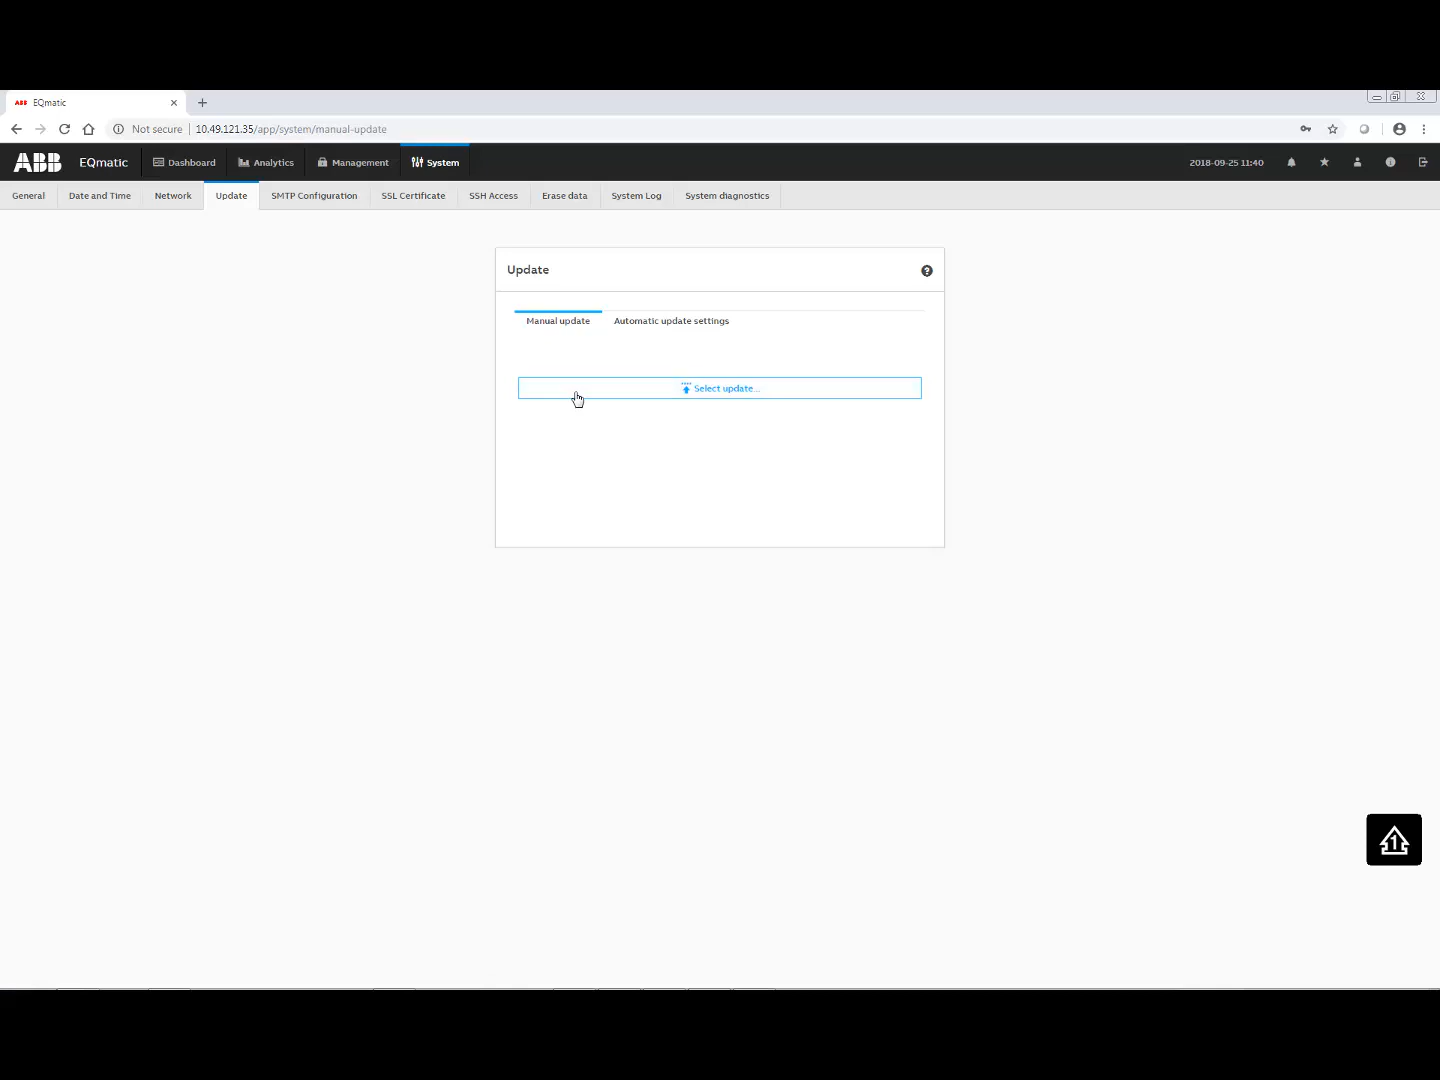 ABB EQmatic
Not secure 10.49.121.35/app/system/manual-update
ABB EQmatic Dashboard Analytics Management System 2018-09-25 11:40
General Date and Time Network Update SMTP Configuration SSL Certificate SSH Access Erase data System Log System diagnostics
Update
Manual update Automatic update settings
Select update...
1